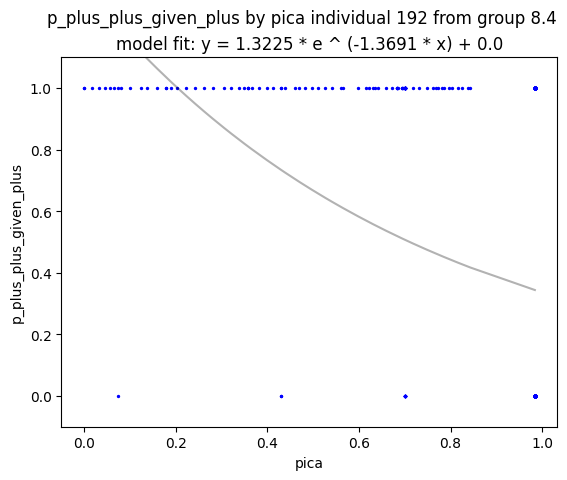 p_plus_plus_given_plus by pica individual 192 from group 8.4
model fit: y = 1.3225 * e ^ (-1.3691 * x) + 0.0
1.0
0.8
0.6
0.4
0.2
0.0
p_plus_plus_given_plus
0.0 0.2 0.4 0.6 0.8 1.0
pica